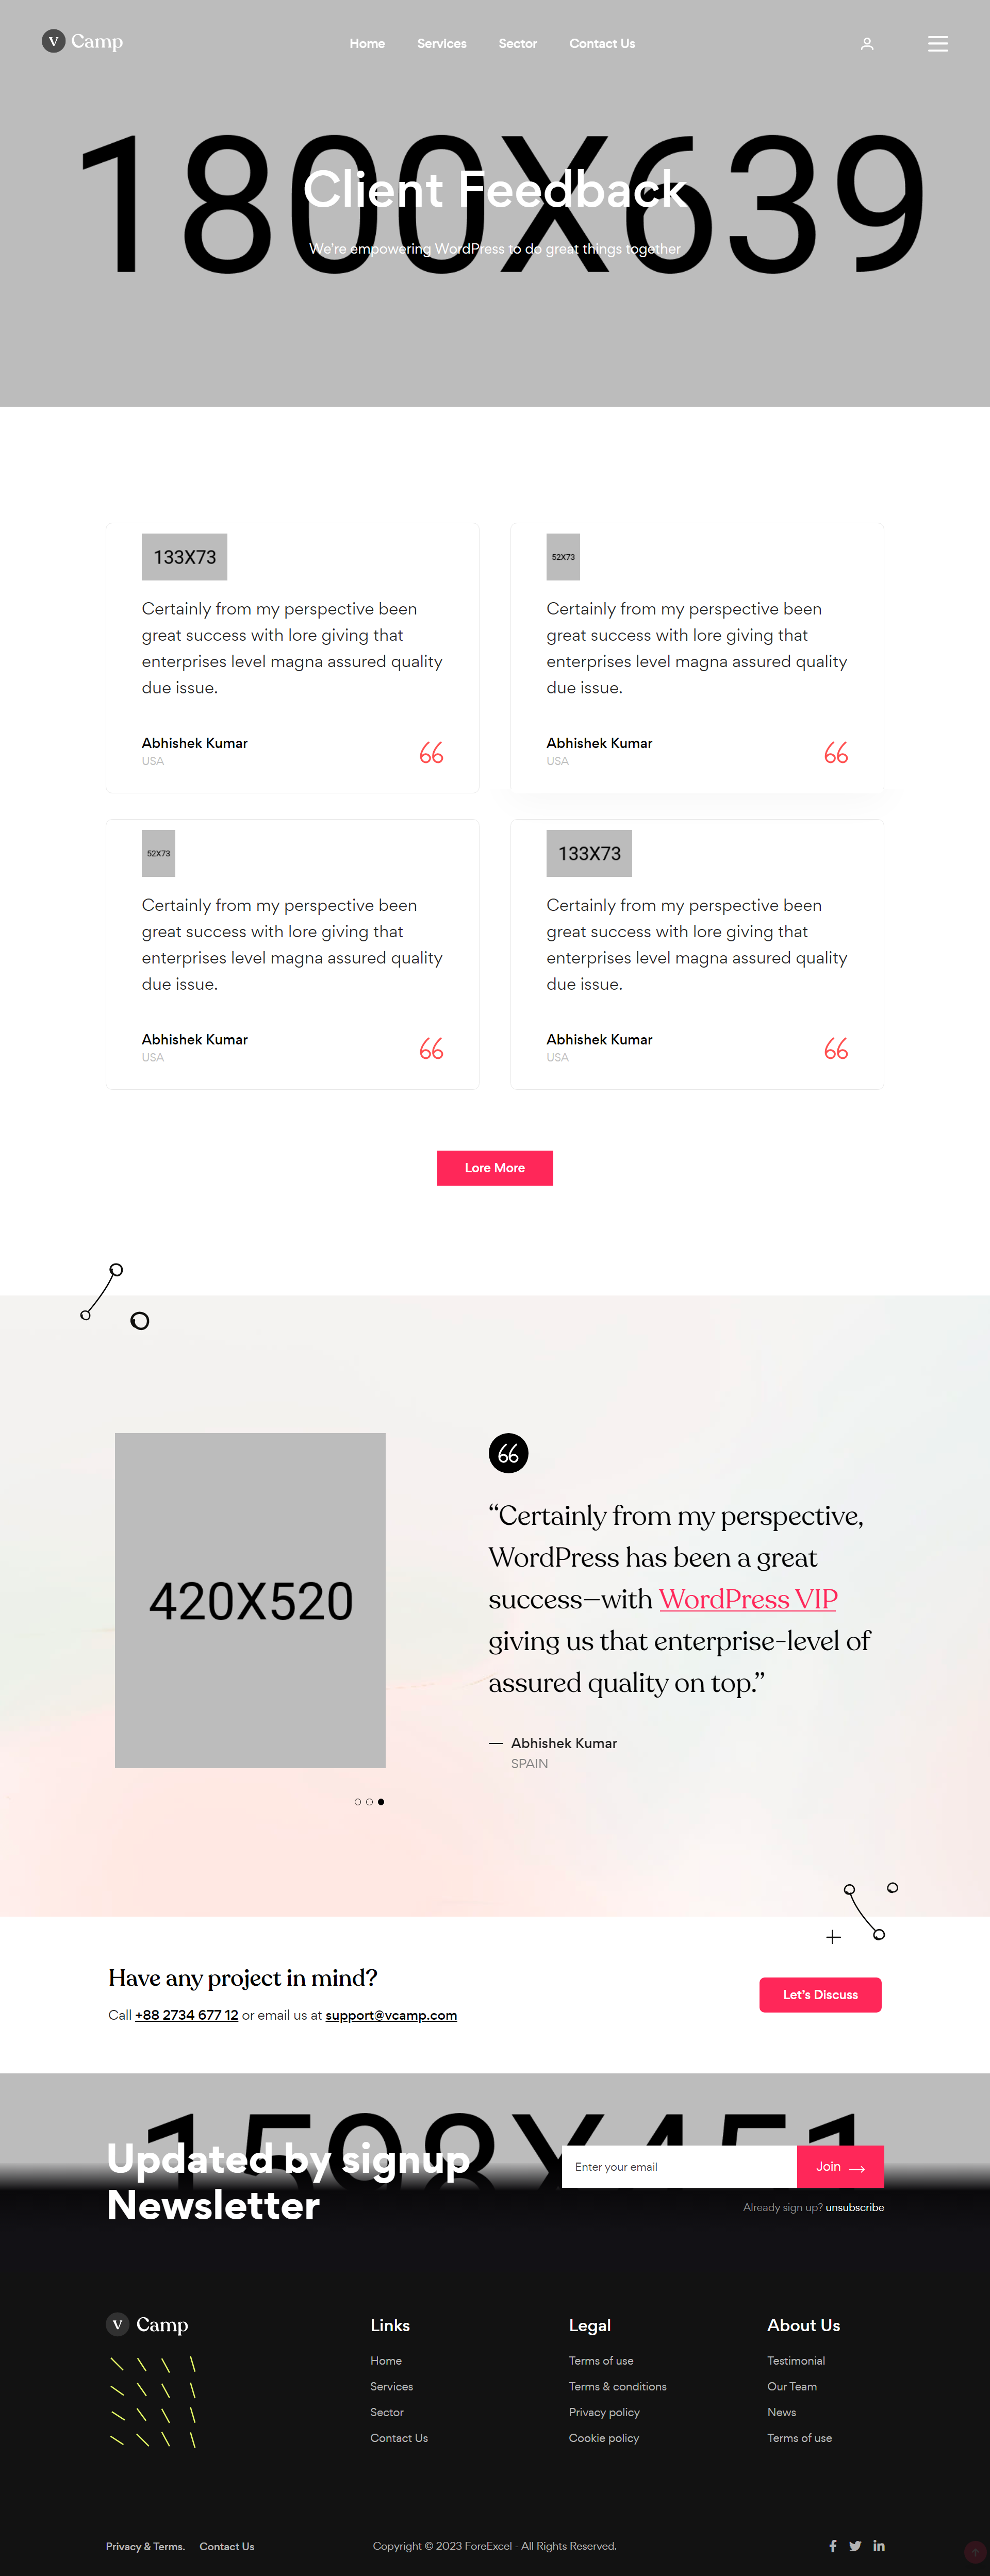 V Camp
Home Services Sector Contact Us
1800X639
Client Feedback
We're empowering WordPress to do great things together
133X73
Certainly from my perspective been
great success with lore giving that
enterprises level magna assured quality
due issue.
Abhishek Kumar
USA
52X73
Certainly from my perspective been
great success with lore giving that
enterprises level magna assured quality
due issue.
Abhishek Kumar
USA
52X73
Certainly from my perspective been
great success with lore giving that
enterprises level magna assured quality
due issue.
Abhishek Kumar
USA
133X73
Certainly from my perspective been
great success with lore giving that
enterprises level magna assured quality
due issue.
Abhishek Kumar
USA
Lore More
420X520
“Certainly from my perspective,
WordPress has been a great
success—with WordPress VIP
giving us that enterprise-level of
assured quality on top.”
— Abhishek Kumar
SPAIN
Have any project in mind?
Call +88 2734 677 12 or email us at support@vcamp.com
Let's Discuss
Updated by signup
Newsletter
Enter your email
Join
Already sign up? unsubscribe
V Camp
Links
Home
Services
Sector
Contact Us
Legal
Terms of use
Terms & conditions
Privacy policy
Cookie policy
About Us
Testimonial
Our Team
News
Terms of use
Privacy & Terms. Contact Us
Copyright © 2023 ForeExcel - All Rights Reserved.